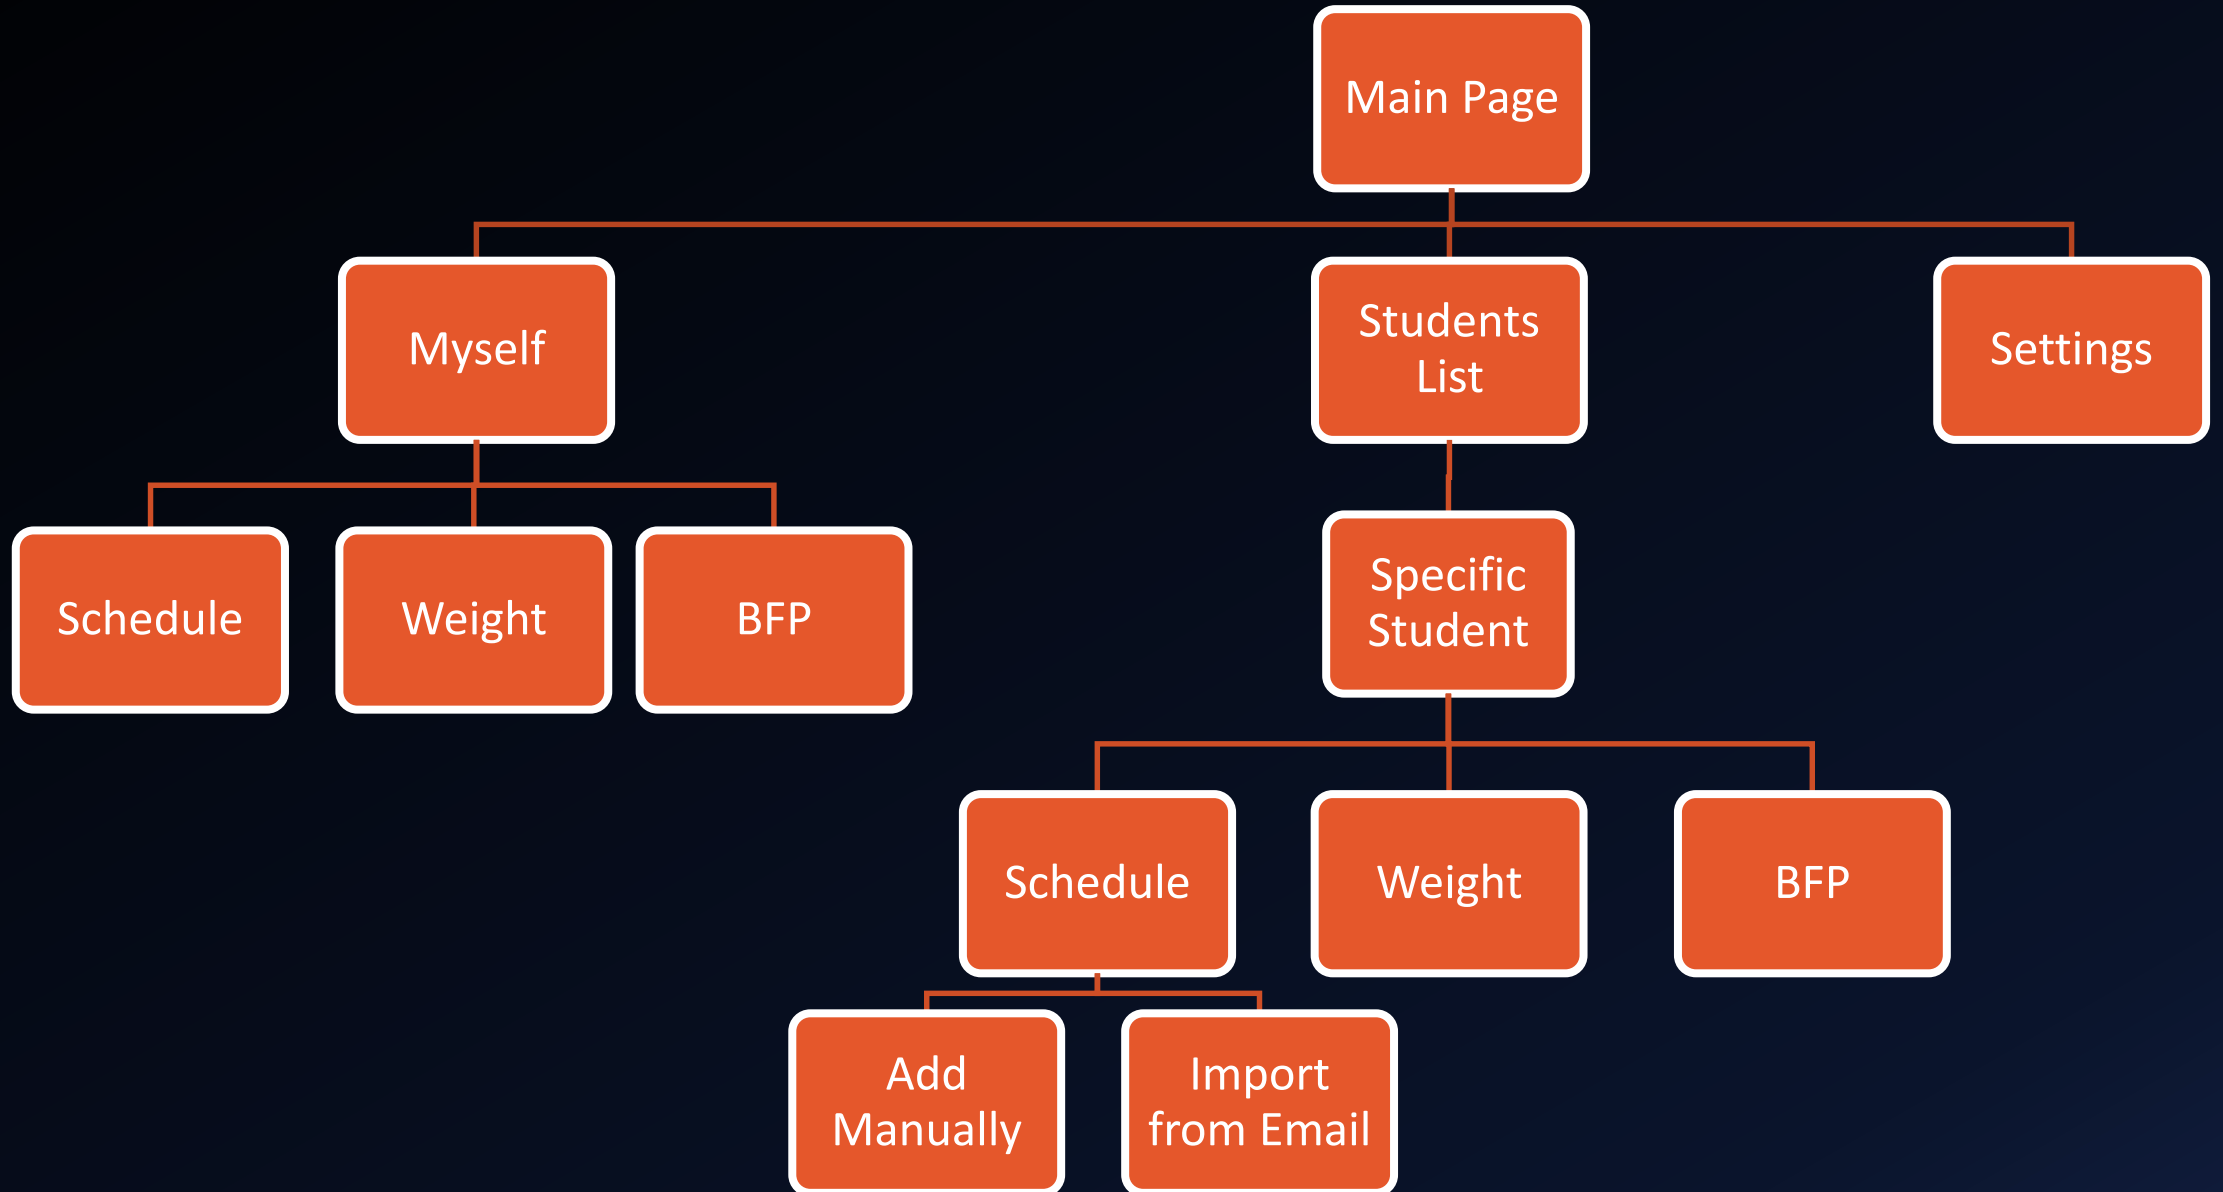 Main Page
Myself
Students
List
Settings
Schedule
Weight
BFP
Specific
Student
Schedule
Weight
BFP
Add
Manually
Import
from Email